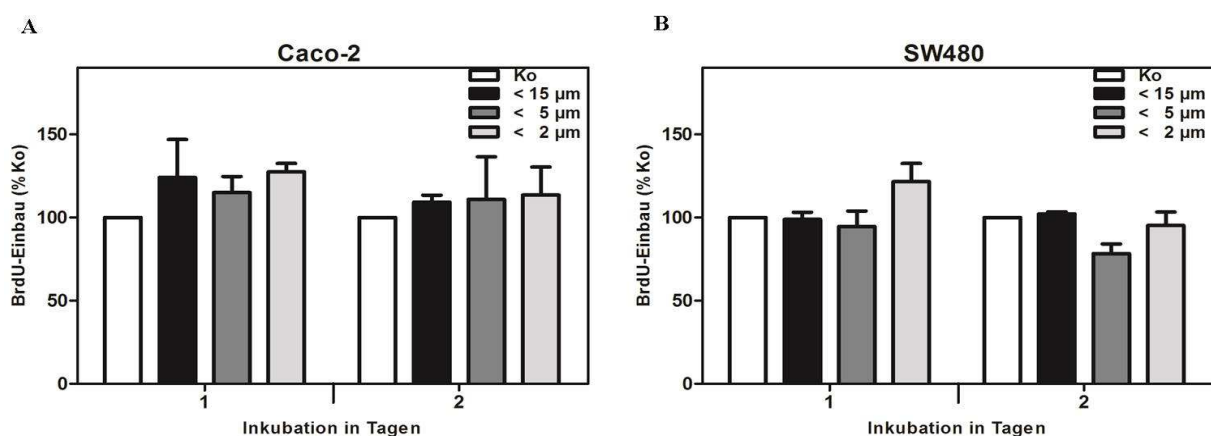 A
Caco-2
Ko
< 15 µm
< 5 µm
< 2 µm
BrdU-Einbau (% Ko)
150
100
50
0
1
2
Inkubation in Tagen
B
SW480
Ko
< 15 µm
< 5 µm
< 2 µm
BrdU-Einbau (% Ko)
150
100
50
0
1
2
Inkubation in Tagen